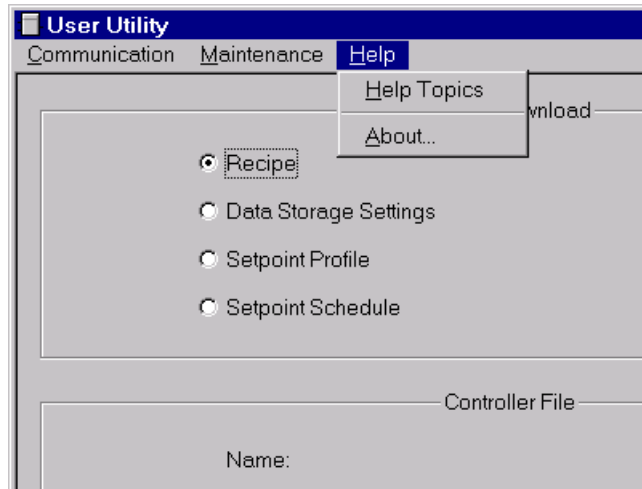 User Utility
Communication Maintenance Help
Help Topics
About...
Recipe
Data Storage Settings
Setpoint Profile
Setpoint Schedule
Controller File
Name: